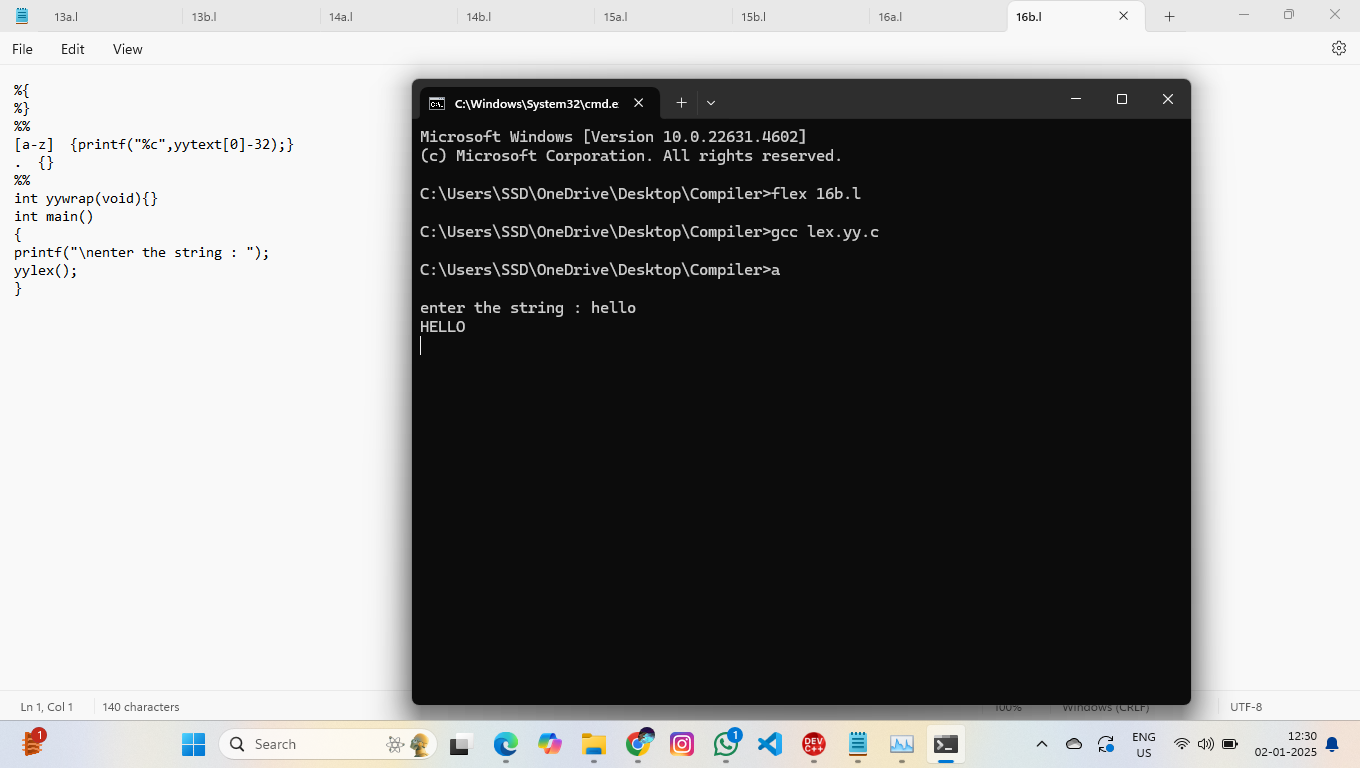 13a.l 13b.l 14a.l 14b.l 15a.l 15b.l 16a.l 16b.l
File Edit View
%{
%}
%%
[a-z]  {printf("%c",yytext[0]-32);}
.  {}
%%
int yywrap(void){}
int main()
{
printf("\nenter the string : ");
yylex();
}
C:\Windows\System32\cmd.e
Microsoft Windows [Version 10.0.22631.4602]
(c) Microsoft Corporation. All rights reserved.
C:\Users\SSD\OneDrive\Desktop\Compiler>flex 16b.l
C:\Users\SSD\OneDrive\Desktop\Compiler>gcc lex.yy.c
C:\Users\SSD\OneDrive\Desktop\Compiler>a
enter the string : hello
HELLO
Ln 1, Col 1 140 characters 100% Windows (CRLF) UTF-8
1
Search
1
DEV C++
ENG
US
12:30
02-01-2025